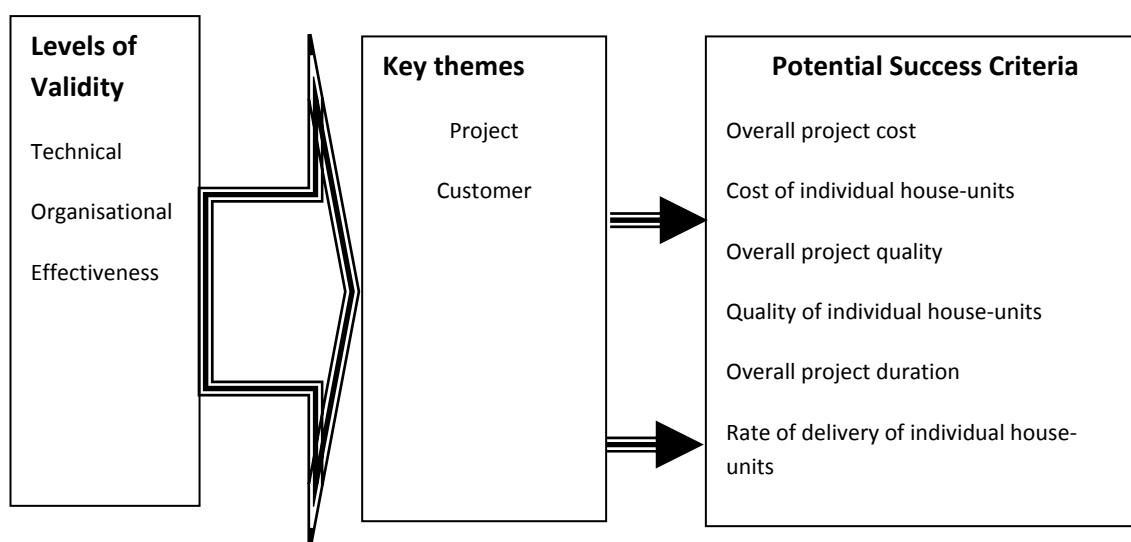 Levels of
Validity
Technical
Organisational
Effectiveness
Key themes
Project
Customer
Potential Success Criteria
Overall project cost
Cost of individual house-units
Overall project quality
Quality of individual house-units
Overall project duration
Rate of delivery of individual house-
units